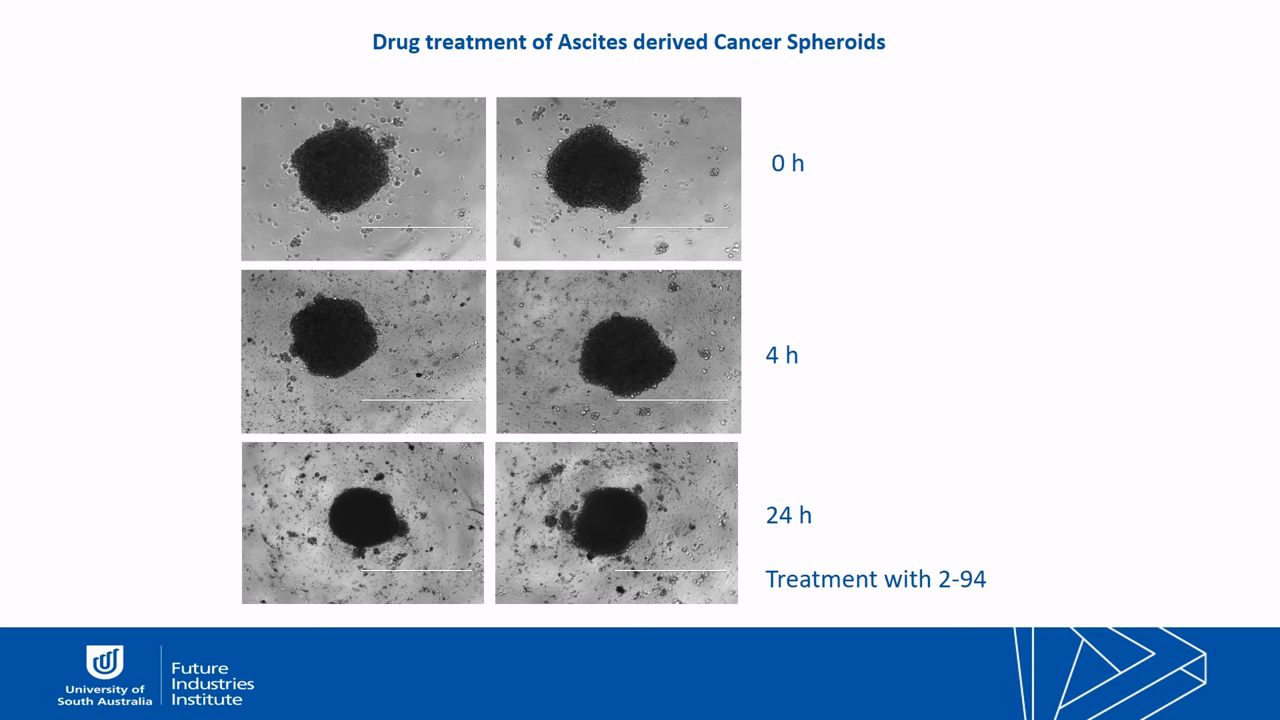 Drug treatment of Ascites derived Cancer Spheroids
0 h
4 h
24 h
Treatment with 2-94
University of
South Australia
Future
Industries
Institute